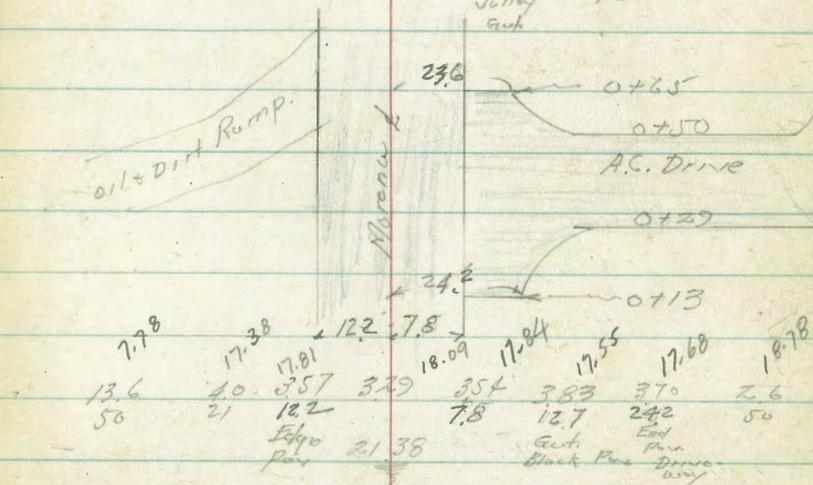 Valley
Gut.
23.6
0+65
0+50
Oil & Dirt Ramp.
A.C. Drive
Morena ⅊
0+29
24.2
0+13
12.2 7.8
7.78 17.38 17.81 18.09 17.84 17.55 17.68 18.78
13.6 4.0 3.57 3.29 3.54 3.83 3.70 2.6
50 21 12.2 7.8 12.7 24.2 50
Edge Gut. End
Pav 21.38 Black Pav Pav.
Drive-
way